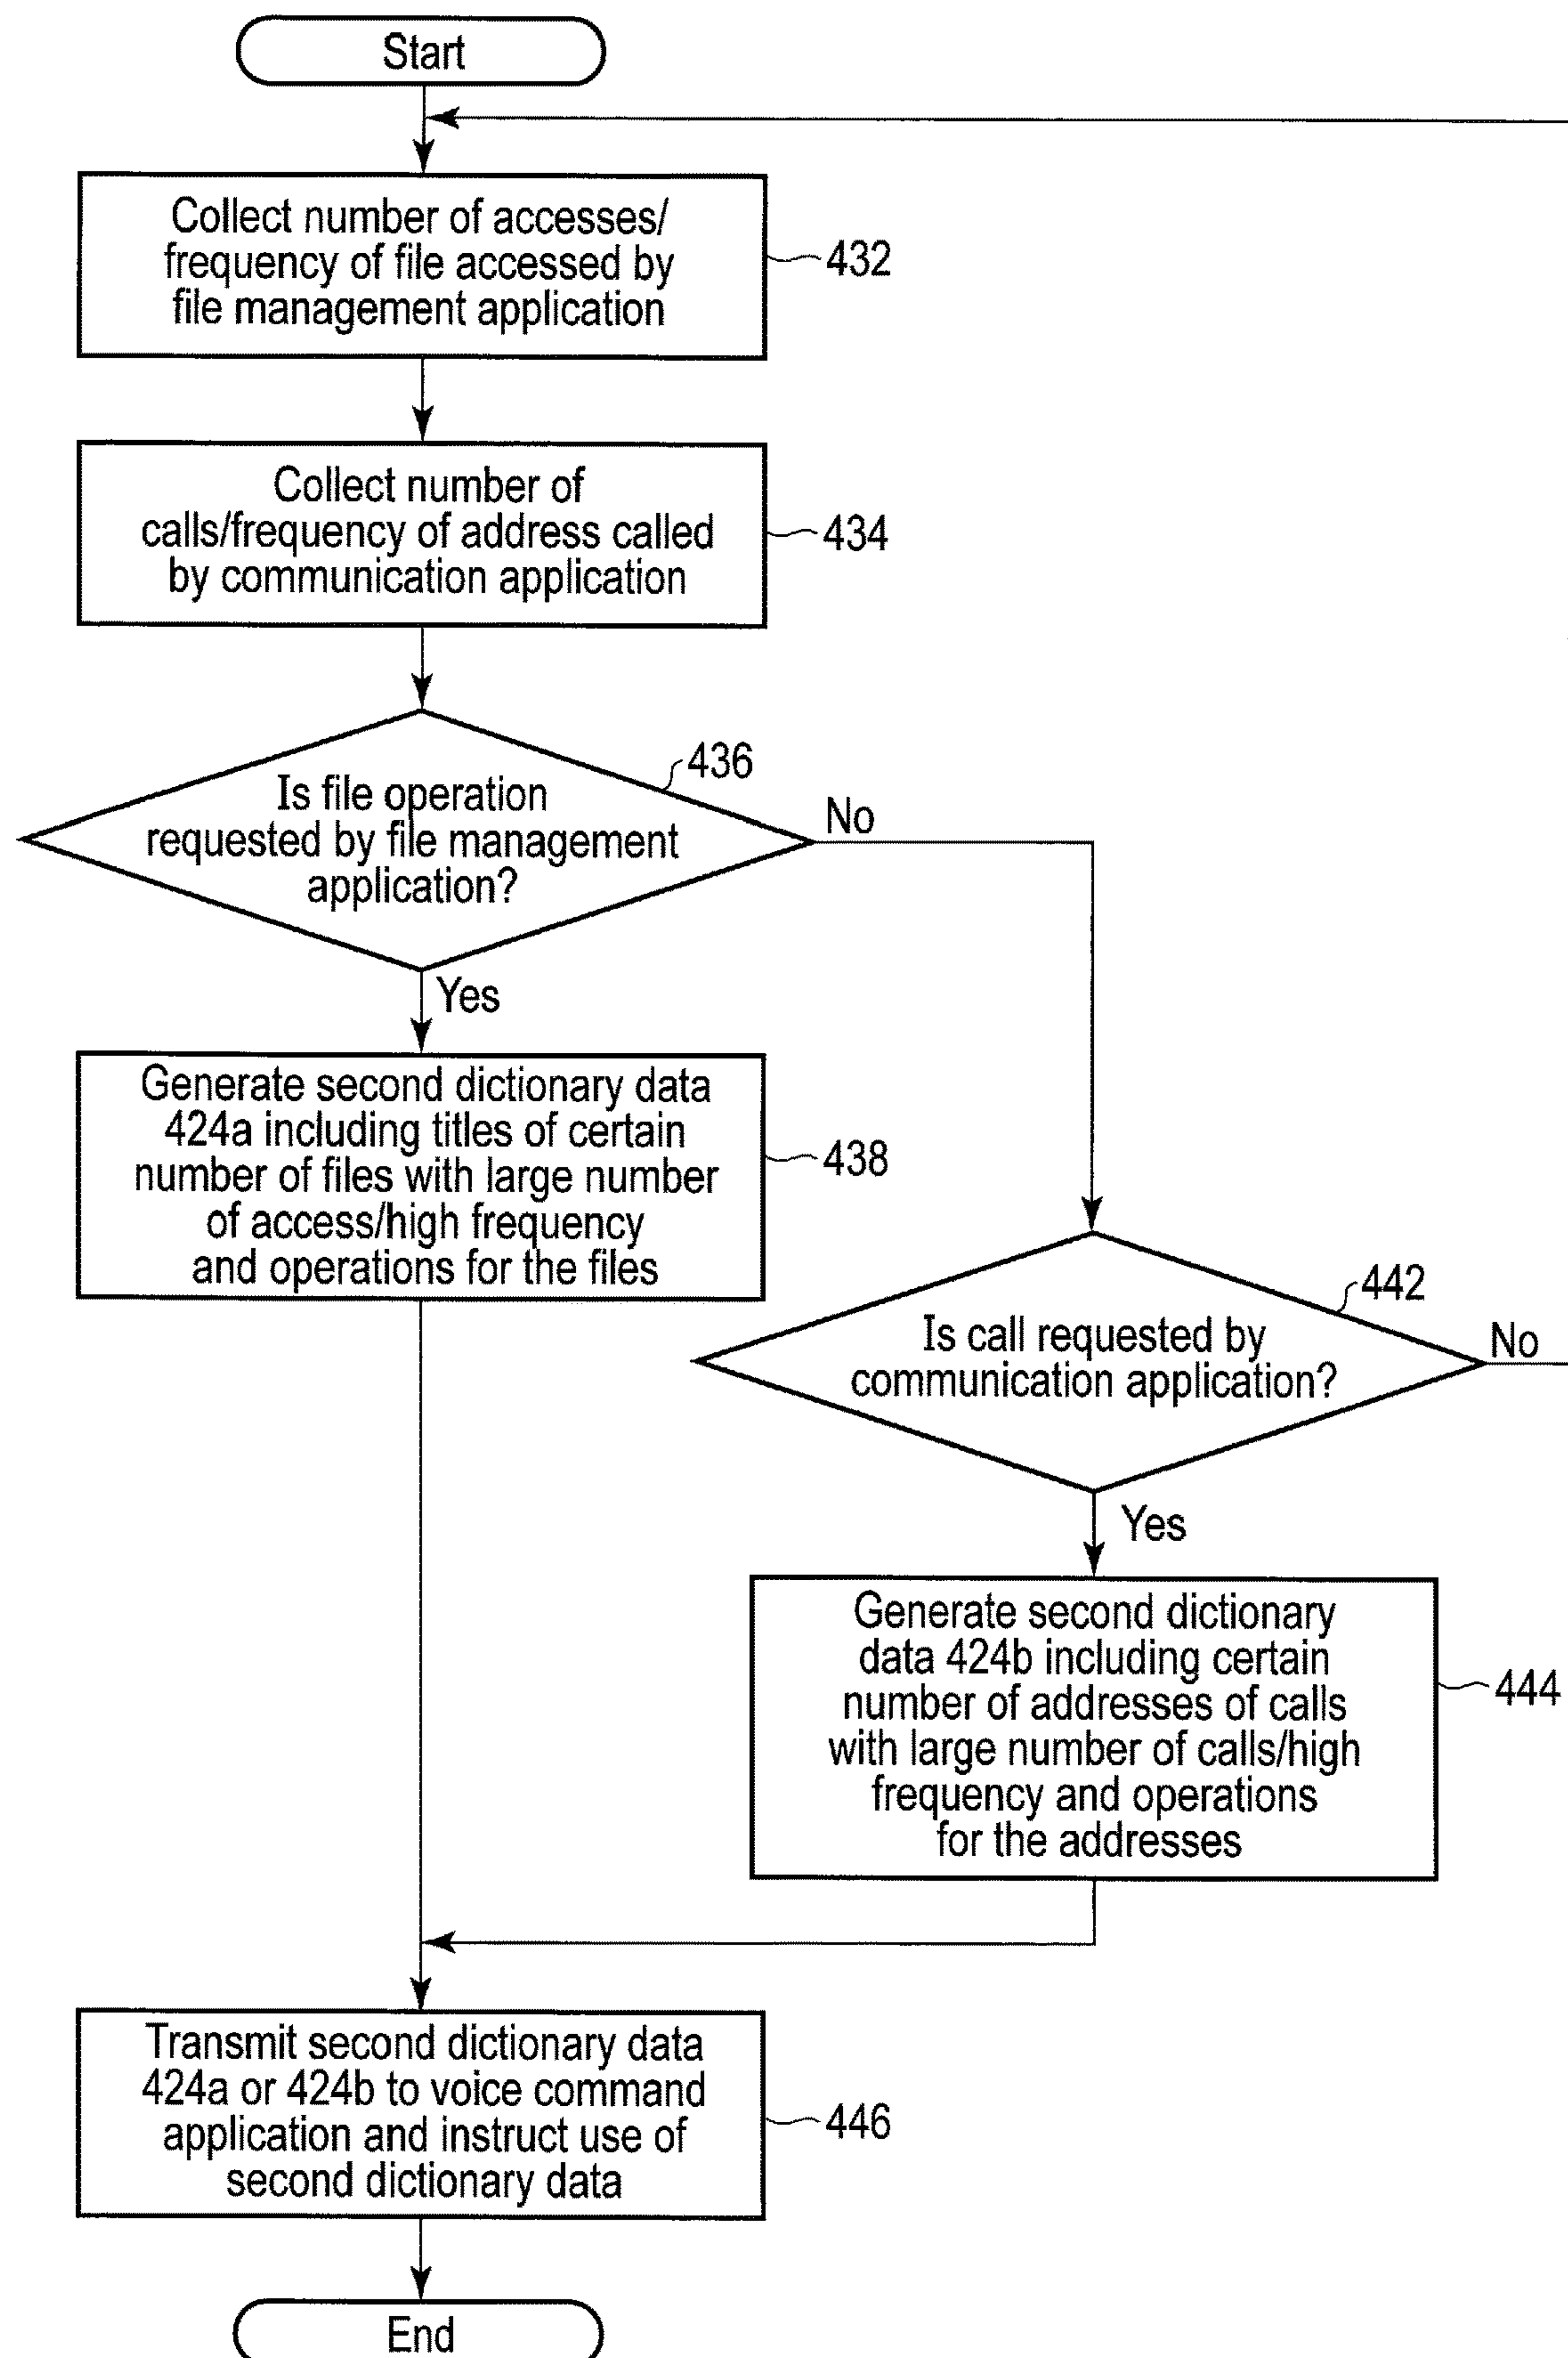 Start
Collect number of accesses/
frequency of file accessed by
file management application
432
Collect number of
calls/frequency of address called
by communication application
434
436
Is file operation
requested by file management
application?
No
Yes
Generate second dictionary data
424a including titles of certain
number of files with large number
of access/high frequency
and operations for the files
438
442
Is call requested by
communication application?
No
Yes
Generate second dictionary
data 424b including certain
number of addresses of calls
with large number of calls/high
frequency and operations
for the addresses
444
Transmit second dictionary data
424a or 424b to voice command
application and instruct use of
second dictionary data
446
End